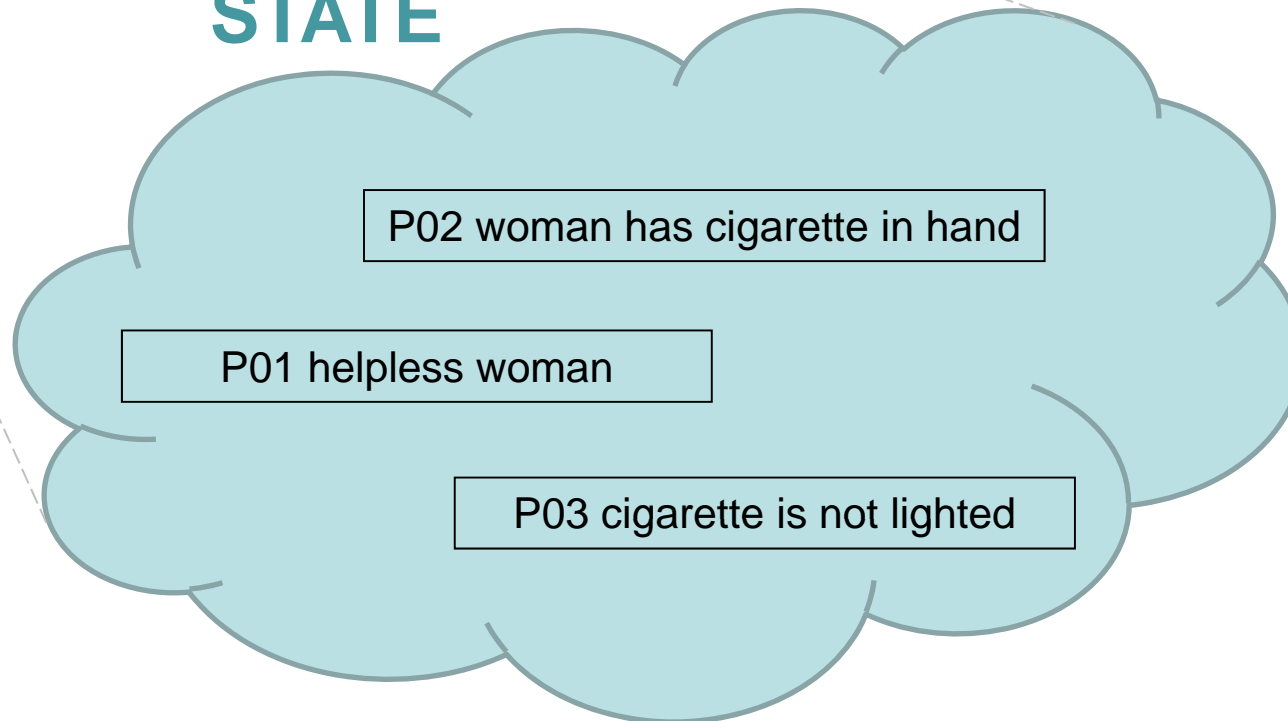 STATE
P02 woman has cigarette in hand
P01 helpless woman
P03 cigarette is not lighted